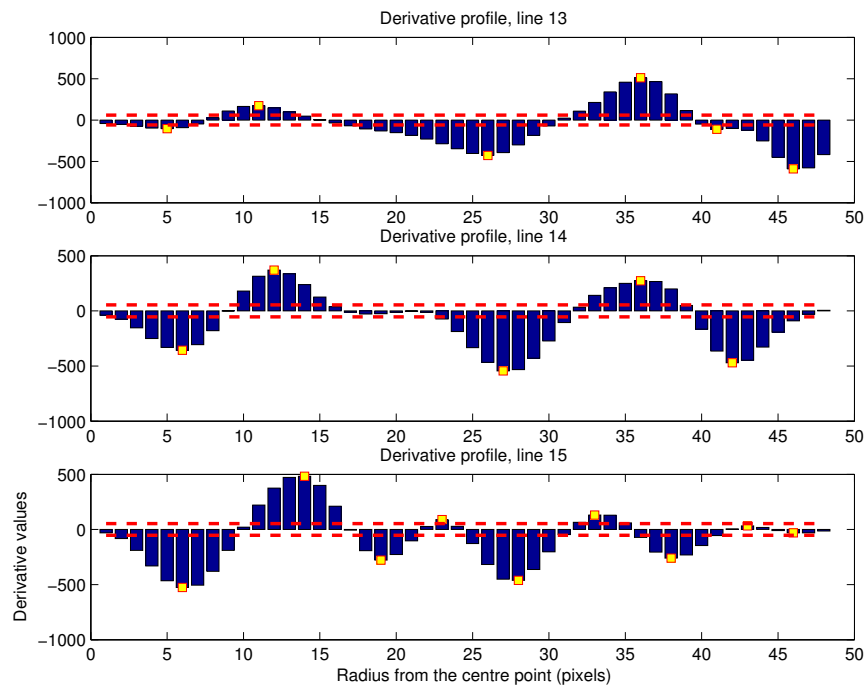 Derivative profile, line 13
1000
500
0
−500
−1000
0 5 10 15 20 25 30 35 40 45 50
Derivative profile, line 14
500
0
−500
−1000
0 5 10 15 20 25 30 35 40 45 50
Derivative profile, line 15
500
0
−500
−1000
0 5 10 15 20 25 30 35 40 45 50
Derivative values
Radius from the centre point (pixels)